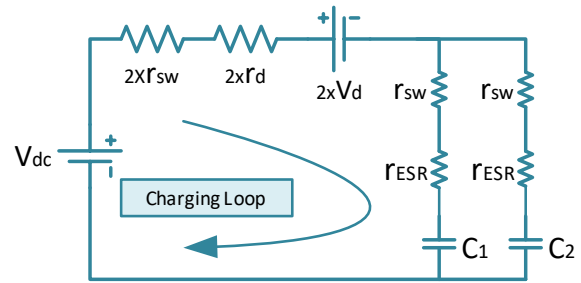 + -
2xrsw 2xrd 2xVd rsw rsw
+
Vdc
-
rESR rESR
Charging Loop
C1 C2